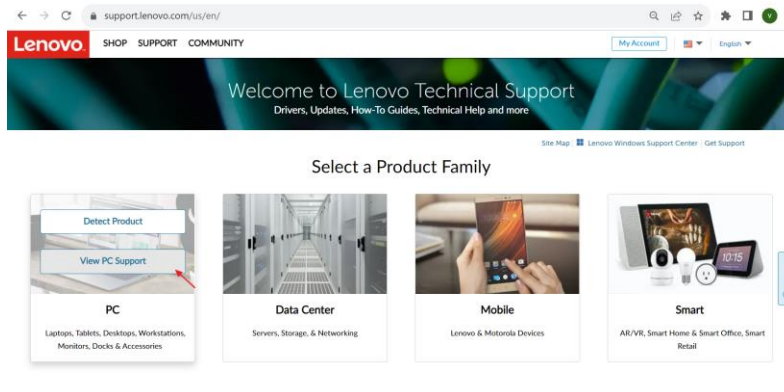 support.lenovo.com/us/en/
V
Lenovo
SHOP SUPPORT COMMUNITY
My Account
English
Welcome to Lenovo Technical Support
Drivers, Updates, How-To Guides, Technical Help and more
Site Map Lenovo Windows Support Center Get Support
Select a Product Family
Detect Product
View PC Support
10:15
PC
Data Center
Mobile
Smart
Laptops, Tablets, Desktops, Workstations,
Monitors, Docks & Accessories
Servers, Storage, & Networking
Lenovo & Motorola Devices
AR/VR, Smart Home & Smart Office, Smart
Retail